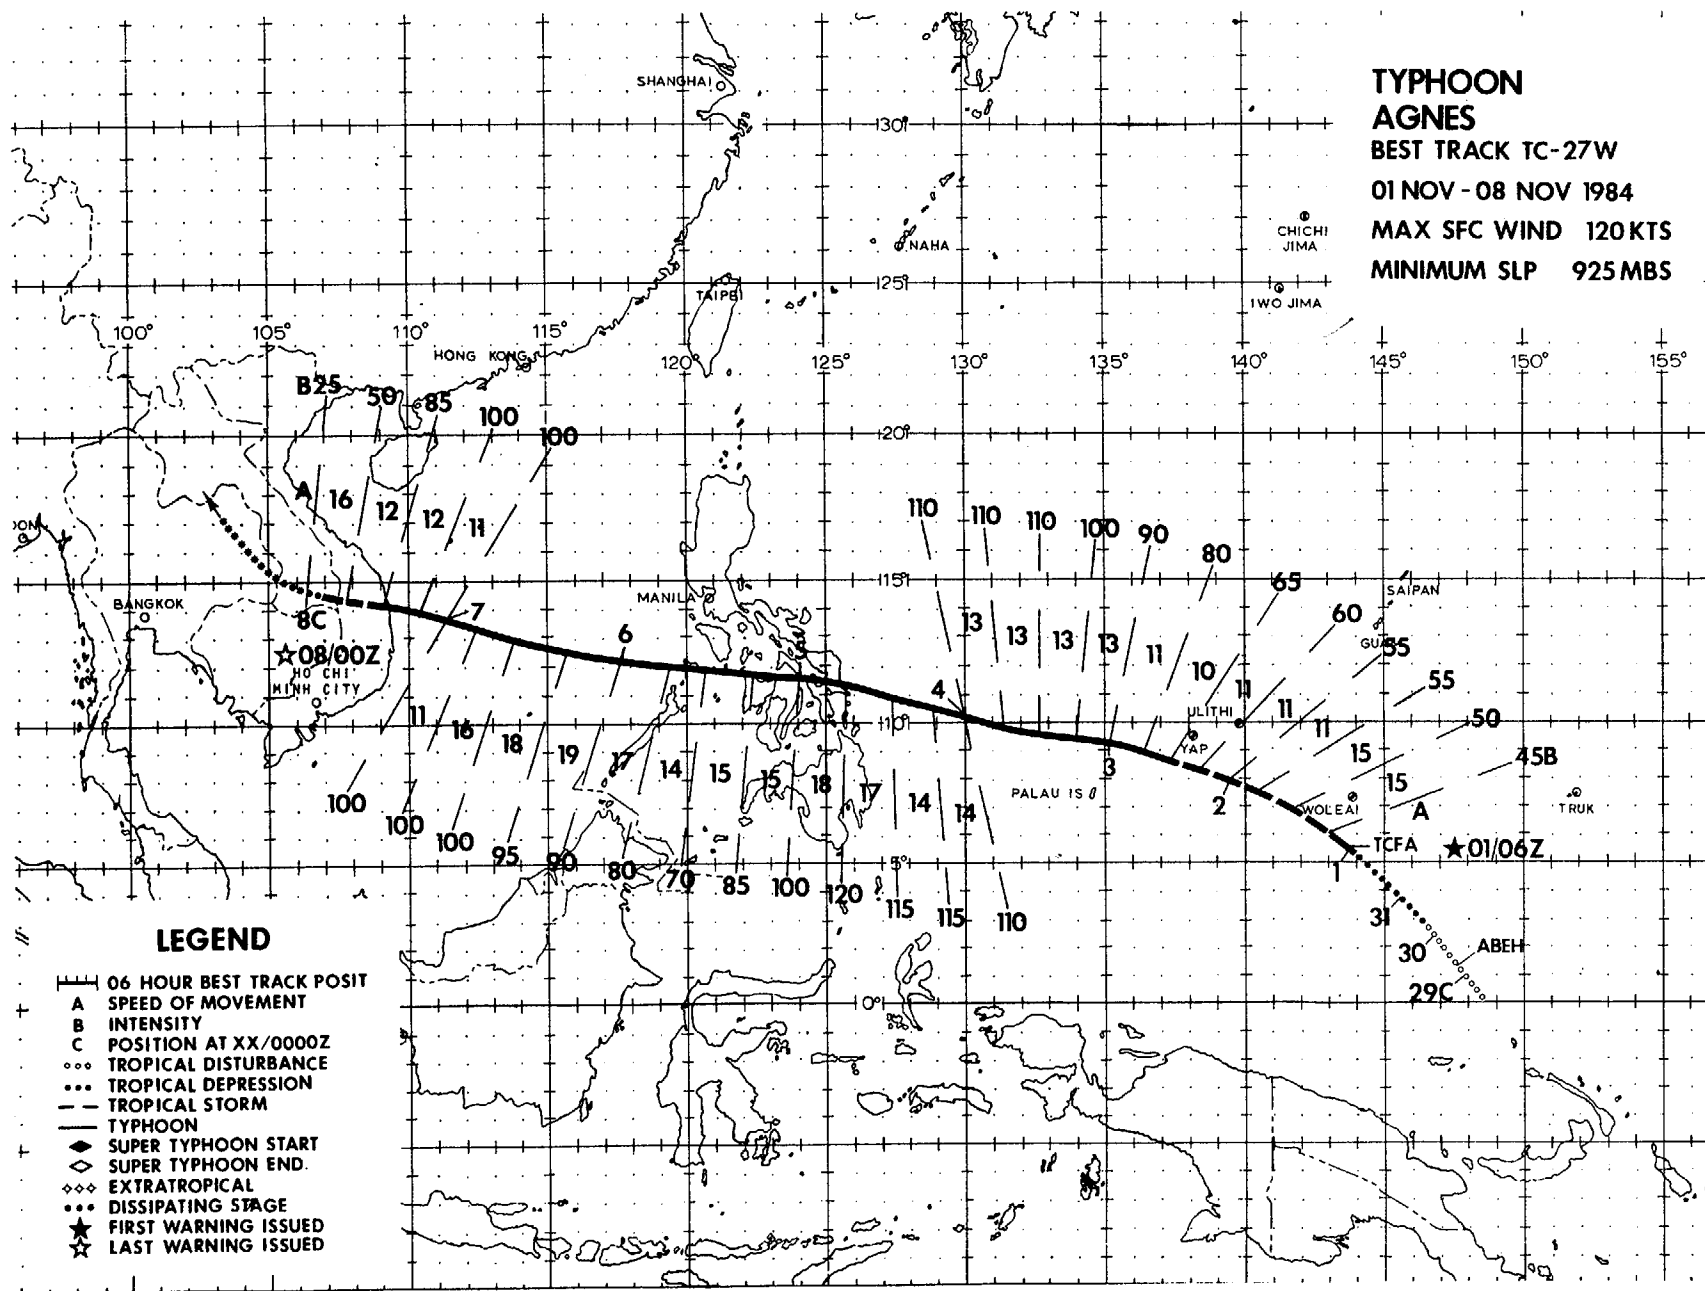 TYPHOON
AGNES
BEST TRACK TC-27W
01 NOV - 08 NOV 1984
MAX SFC WIND 120 KTS
MINIMUM SLP 925 MBS
SHANGHAI
30°
CHICHI
JIMA
NAHA
25°
TAIPEI
IWO JIMA
100° 105° 110° 115°
HONG KONG
120° 125° 130° 135° 140° 145° 150° 155°
B25 50 85 100 100
20°
A 16 12 12 11
110 110 110 100 90 80 65 60 55 55 50 45B
15°
SAIPAN
GUAM
BANGKOK
MANILA
8C 7 6
13 13 13 13 11 10 11 11 11 15 15 A
08/00Z
HO CHI
MINH CITY
4
10°
ULITHI
YAP
3
2
PALAU IS
WOLEAI
TRUK
11 16 18 19 17 14 15 15 18 17 14 14
100 100 100 95 90 80 70 85 100 120 115 115 110
5°
TCFA
01/06Z
1
31
30
ABEH
29C
0°
LEGEND
06 HOUR BEST TRACK POSIT
A SPEED OF MOVEMENT
B INTENSITY
C POSITION AT XX/0000Z
TROPICAL DISTURBANCE
TROPICAL DEPRESSION
TROPICAL STORM
TYPHOON
SUPER TYPHOON START
SUPER TYPHOON END.
EXTRATROPICAL
DISSIPATING STAGE
FIRST WARNING ISSUED
LAST WARNING ISSUED